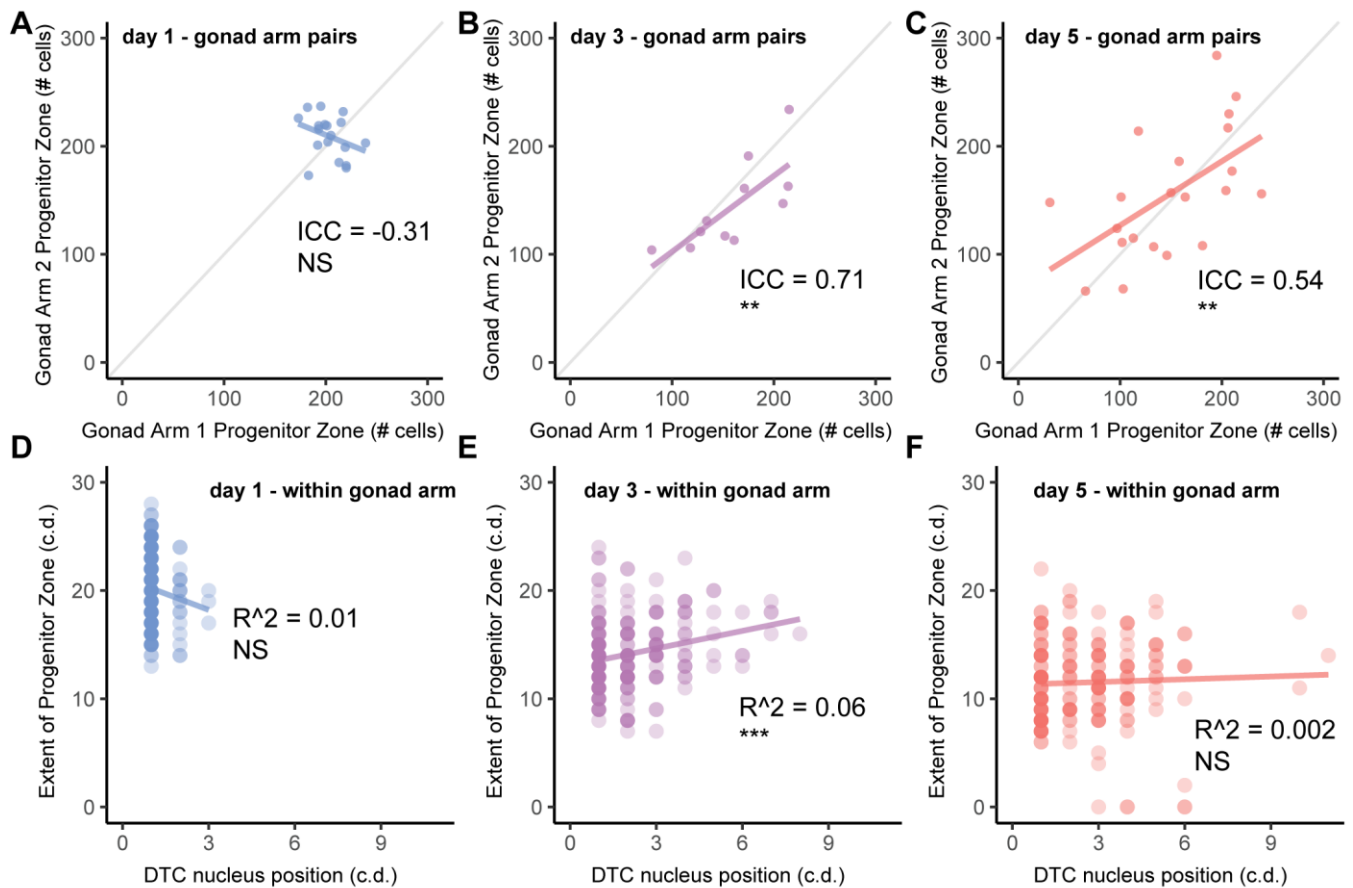 A
day 1 - gonad arm pairs
Gonad Arm 2 Progenitor Zone (# cells)
300
200
100
0
ICC = -0.31
NS
0
100
200
300
Gonad Arm 1 Progenitor Zone (# cells)
B
day 3 - gonad arm pairs
Gonad Arm 2 Progenitor Zone (# cells)
300
200
100
0
ICC = 0.71
**
0
100
200
300
Gonad Arm 1 Progenitor Zone (# cells)
C
day 5 - gonad arm pairs
Gonad Arm 2 Progenitor Zone (# cells)
300
200
100
0
ICC = 0.54
**
0
100
200
300
Gonad Arm 1 Progenitor Zone (# cells)
D
day 1 - within gonad arm
Extent of Progenitor Zone (c.d.)
30
20
10
0
R^2 = 0.01
NS
0
3
6
9
DTC nucleus position (c.d.)
E
day 3 - within gonad arm
Extent of Progenitor Zone (c.d.)
30
20
10
0
R^2 = 0.06
***
0
3
6
9
DTC nucleus position (c.d.)
F
day 5 - within gonad arm
Extent of Progenitor Zone (c.d.)
30
20
10
0
R^2 = 0.002
NS
0
3
6
9
DTC nucleus position (c.d.)